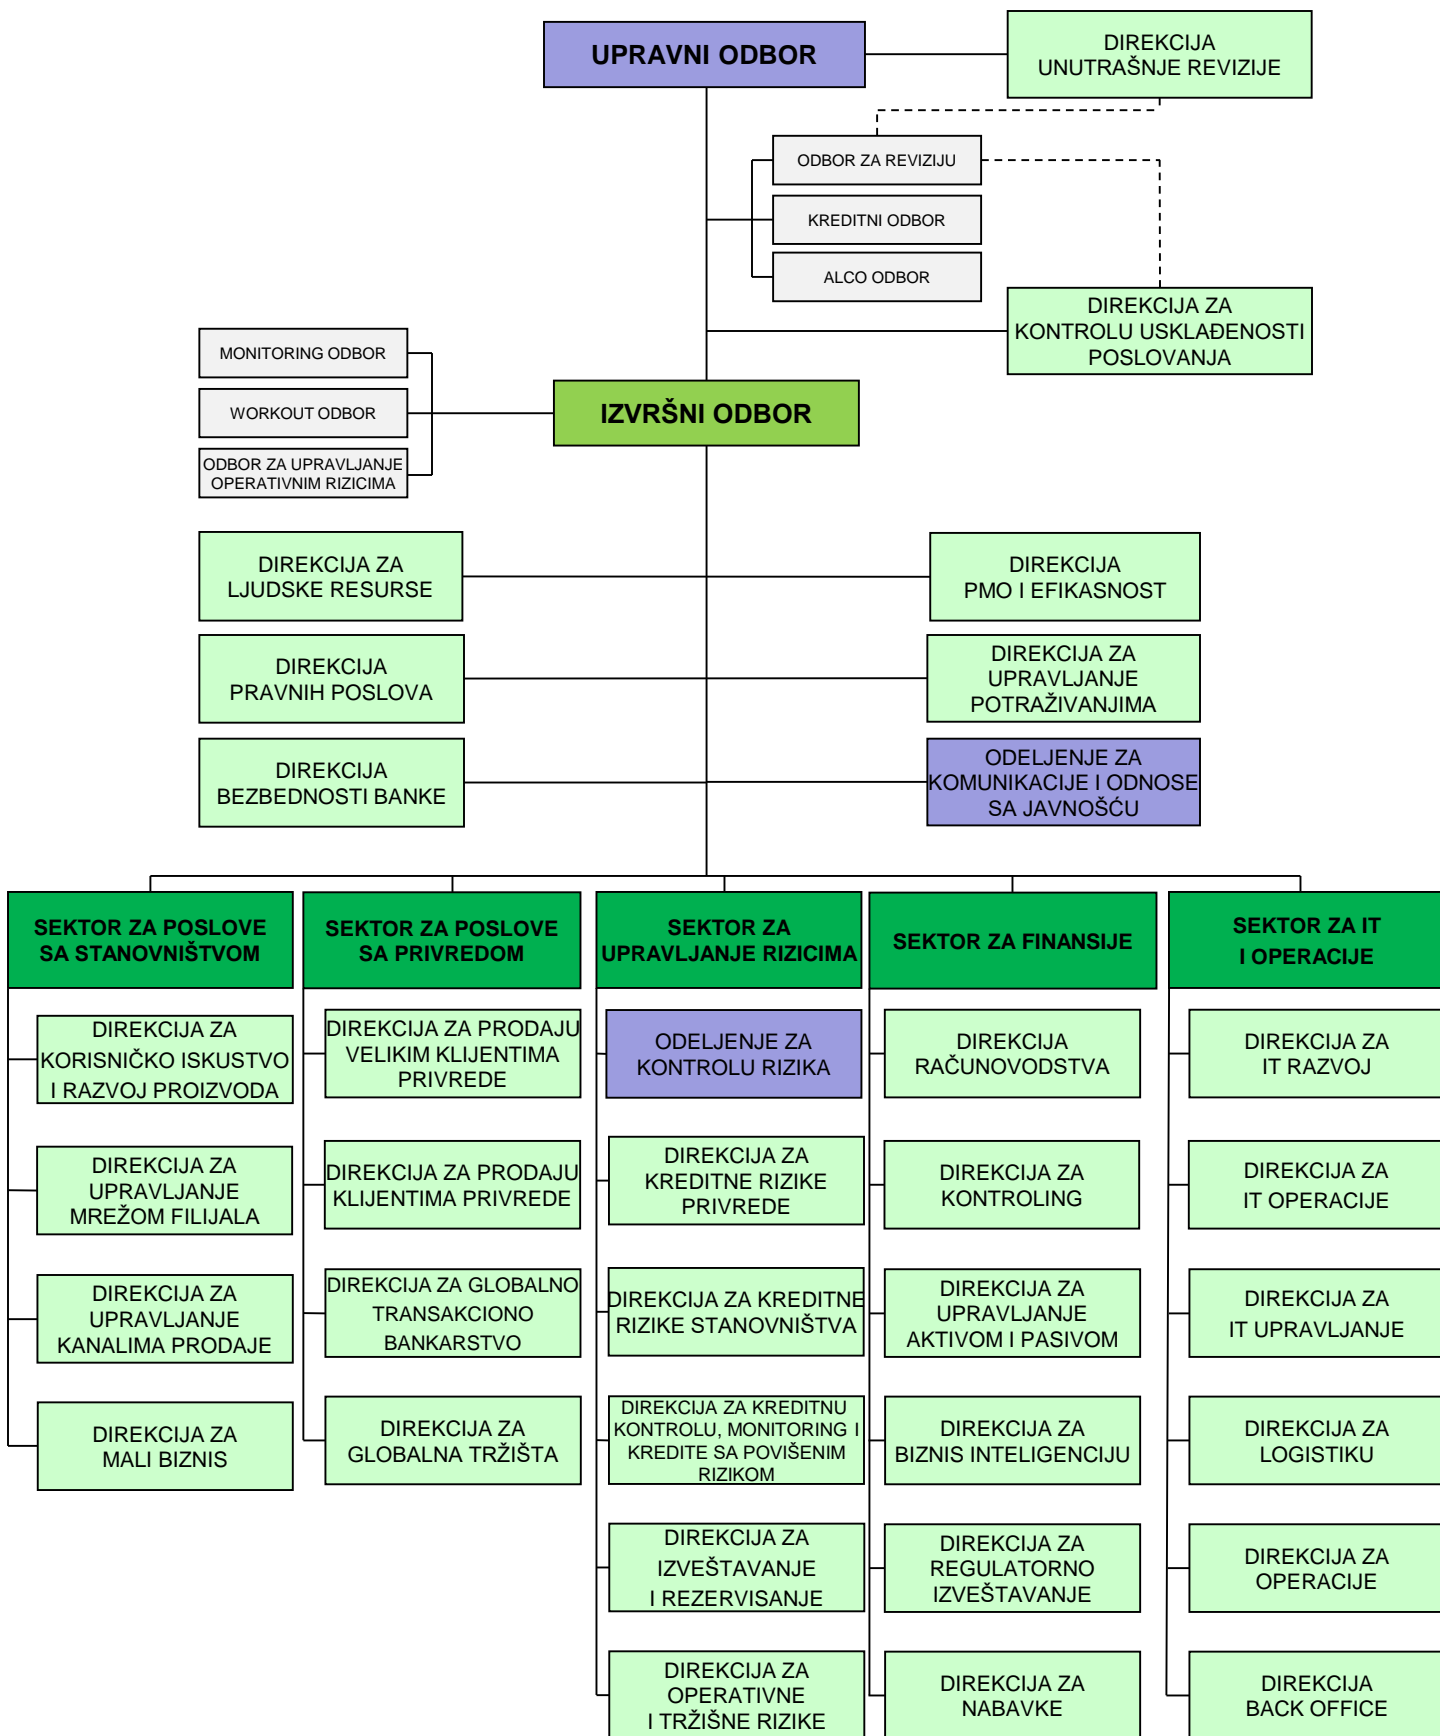 UPRAVNI ODBOR
DIREKCIJA
UNUTRAŠNJE REVIZIJE
ODBOR ZA REVIZIJU
KREDITNI ODBOR
ALCO ODBOR
DIREKCIJA ZA
KONTROLU USKLAĐENOSTI
POSLOVANJA
MONITORING ODBOR
WORKOUT ODBOR
ODBOR ZA UPRAVLJANJE
OPERATIVNIM RIZICIMA
IZVRŠNI ODBOR
DIREKCIJA ZA
LJUDSKE RESURSE
DIREKCIJA
PMO I EFIKASNOST
DIREKCIJA
PRAVNIH POSLOVA
DIREKCIJA ZA
UPRAVLJANJE
POTRAŽIVANJIMA
DIREKCIJA
BEZBEDNOSTI BANKE
ODELJENJE ZA
KOMUNIKACIJE I ODNOSE
SA JAVNOŠĆU
SEKTOR ZA POSLOVE
SA STANOVNIŠTVOM
DIREKCIJA ZA
KORISNIČKO ISKUSTVO
I RAZVOJ PROIZVODA
DIREKCIJA ZA
UPRAVLJANJE
MREŽOM FILIJALA
DIREKCIJA ZA
UPRAVLJANJE
KANALIMA PRODAJE
DIREKCIJA ZA
MALI BIZNIS
SEKTOR ZA POSLOVE
SA PRIVREDOM
DIREKCIJA ZA PRODAJU
VELIKIM KLIJENTIMA
PRIVREDE
DIREKCIJA ZA PRODAJU
KLIJENTIMA PRIVREDE
DIREKCIJA ZA GLOBALNO
TRANSAKCIONO
BANKARSTVO
DIREKCIJA ZA
GLOBALNA TRŽIŠTA
SEKTOR ZA
UPRAVLJANJE RIZICIMA
ODELJENJE ZA
KONTROLU RIZIKA
DIREKCIJA ZA
KREDITNE RIZIKE
PRIVREDE
DIREKCIJA ZA KREDITNE
RIZIKE STANOVNIŠTVA
DIREKCIJA ZA KREDITNU
KONTROLU, MONITORING I
KREDITE SA POVIŠENIM
RIZIKOM
DIREKCIJA ZA
IZVEŠTAVANJE
I REZERVISANJE
DIREKCIJA ZA
OPERATIVNE
I TRŽIŠNE RIZIKE
SEKTOR ZA FINANSIJE
DIREKCIJA
RAČUNOVODSTVA
DIREKCIJA ZA
KONTROLING
DIREKCIJA ZA
UPRAVLJANJE
AKTIVOM I PASIVOM
DIREKCIJA ZA
BIZNIS INTELIGENCIJU
DIREKCIJA ZA
REGULATORNO
IZVEŠTAVANJE
DIREKCIJA ZA
NABAVKE
SEKTOR ZA IT
I OPERACIJE
DIREKCIJA ZA
IT RAZVOJ
DIREKCIJA ZA
IT OPERACIJE
DIREKCIJA ZA
IT UPRAVLJANJE
DIREKCIJA ZA
LOGISTIKU
DIREKCIJA ZA
OPERACIJE
DIREKCIJA
BACK OFFICE